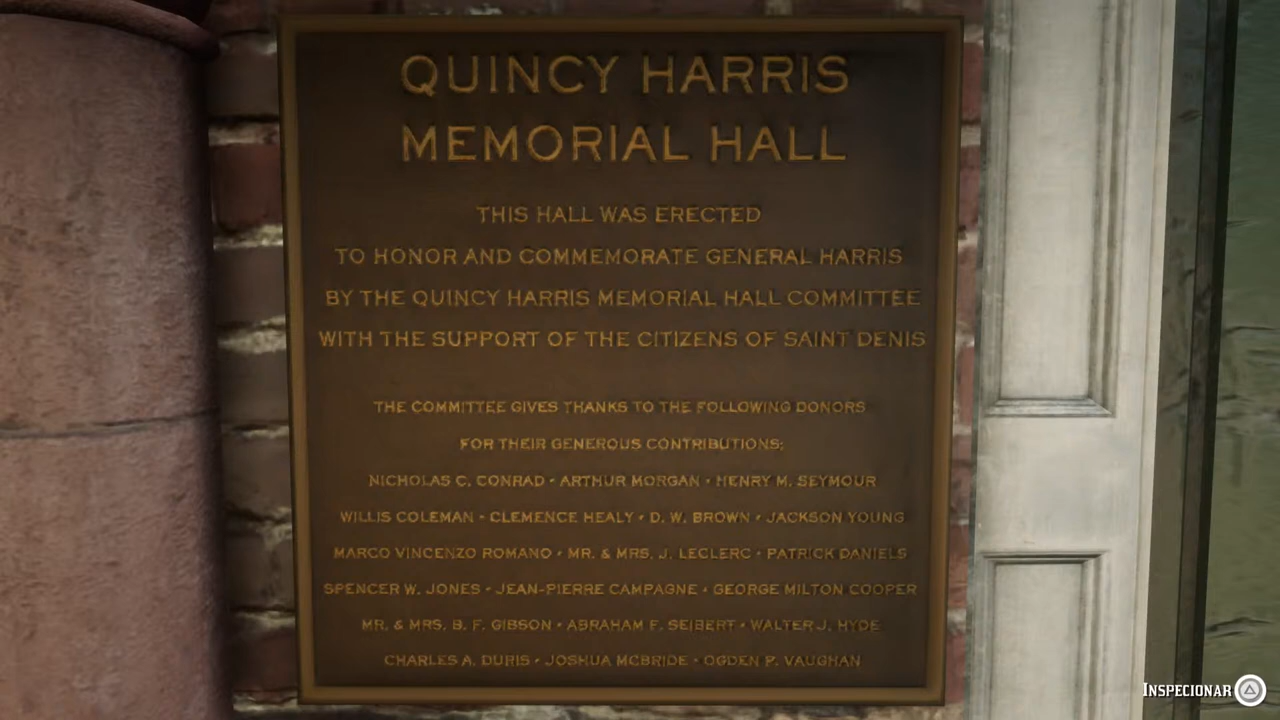 QUINCY HARRIS
MEMORIAL HALL
THIS HALL WAS ERECTED
TO HONOR AND COMMEMORATE GENERAL HARRIS
BY THE QUINCY HARRIS MEMORIAL HALL COMMITTEE
WITH THE SUPPORT OF THE CITIZENS OF SAINT DENIS
THE COMMITTEE GIVES THANKS TO THE FOLLOWING DONORS
FOR THEIR GENEROUS CONTRIBUTIONS:
NICHOLAS C. CONRAD • ARTHUR MORGAN • HENRY M. SEYMOUR
WILLIS COLEMAN • CLEMENCE HEALY • D. W. BROWN • JACKSON YOUNG
MARCO VINCENZO ROMANO • MR. & MRS. J. LECLERC • PATRICK DANIELS
SPENCER W. JONES • JEAN-PIERRE CAMPAGNE • GEORGE MILTON COOPER
MR. & MRS. B. F. GIBSON • ABRAHAM F. SEIBERT • WALTER J. HYDE
CHARLES A. DURIS • JOSHUA MCBRIDE • OGDEN P. VAUGHAN
INSPECIONAR